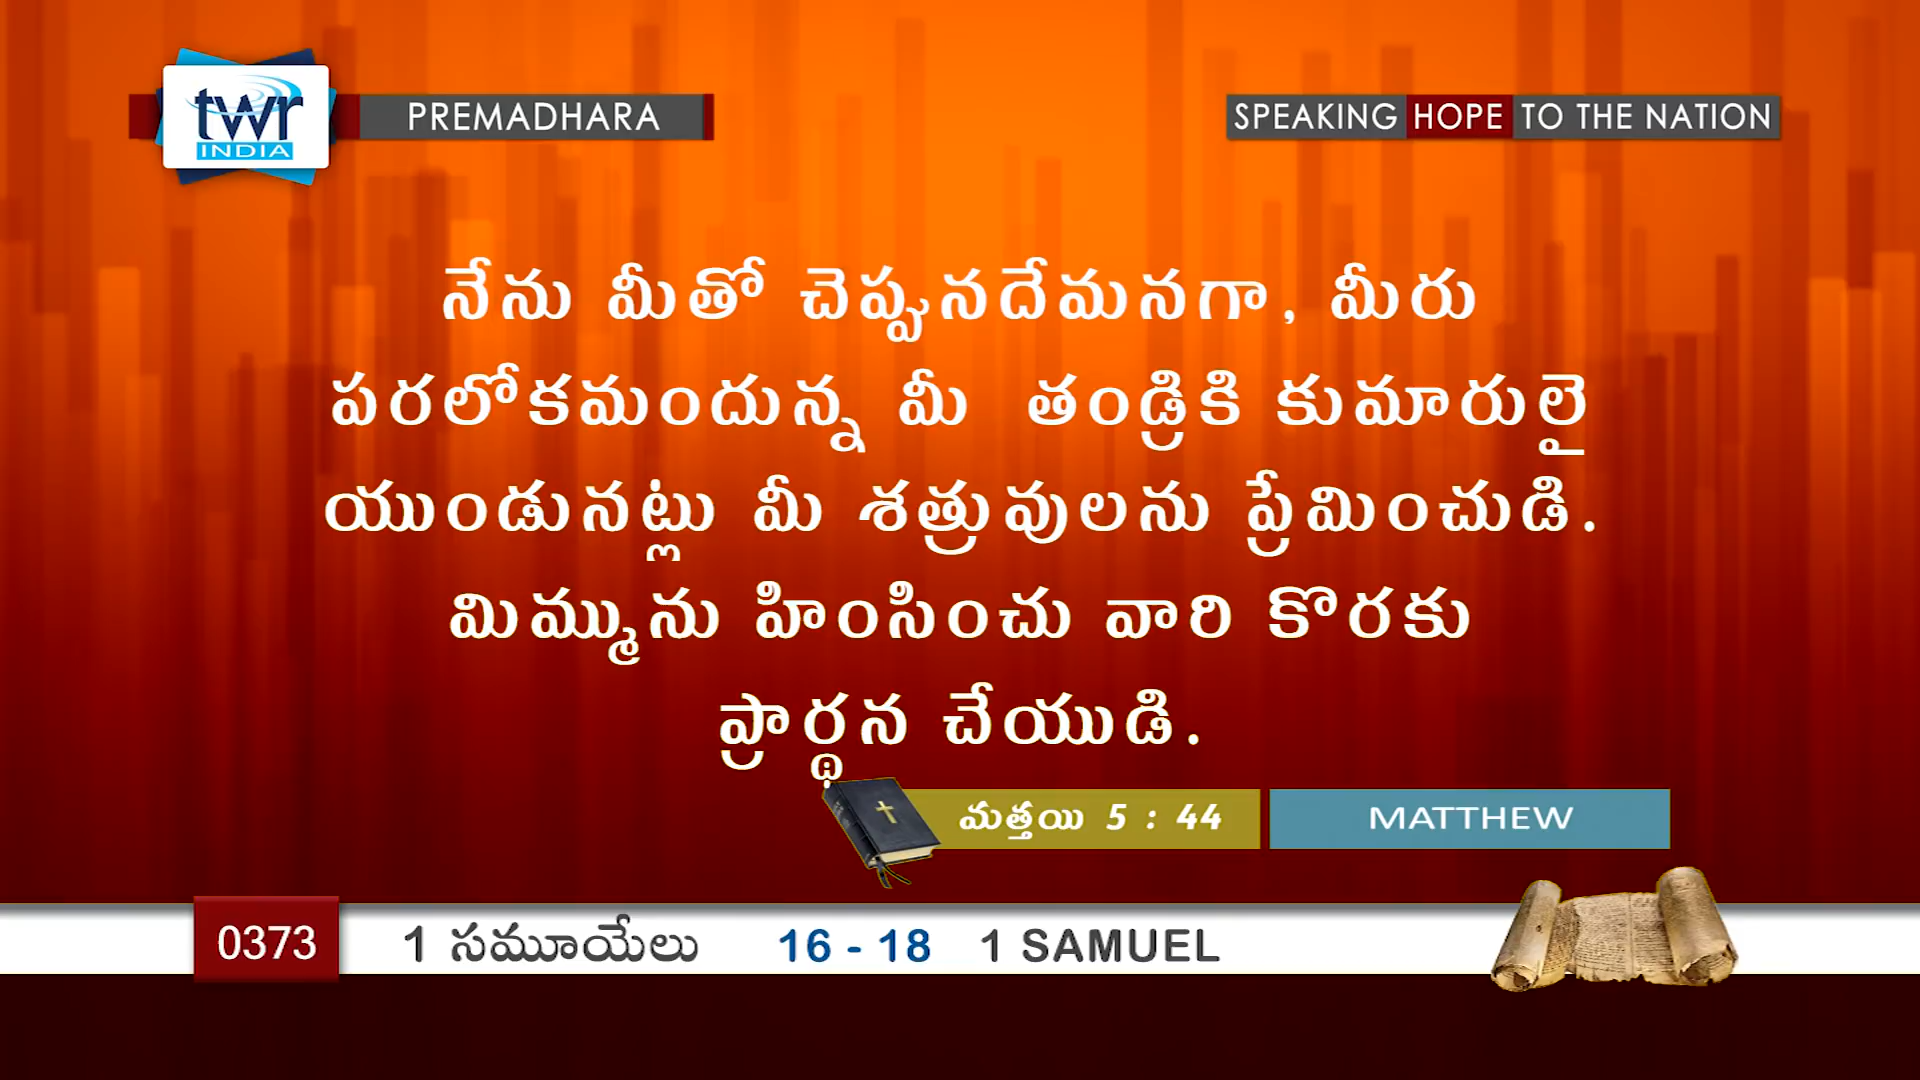 twr
INDIA
PREMADHARA
SPEAKING HOPE TO THE NATION
నేను మీతో చెప్పునదేమనగా, మీరు
పరలోకమందున్న మీ తండ్రికి కుమారులై
యుండునట్లు మీ శత్రువులను ప్రేమించుడి.
మిమ్మును హింసించు వారి కొరకు
ప్రార్థన చేయుడి.
మత్తయి 5 : 44 MATTHEW
0373 1 సమూయేలు 16 - 18 1 SAMUEL